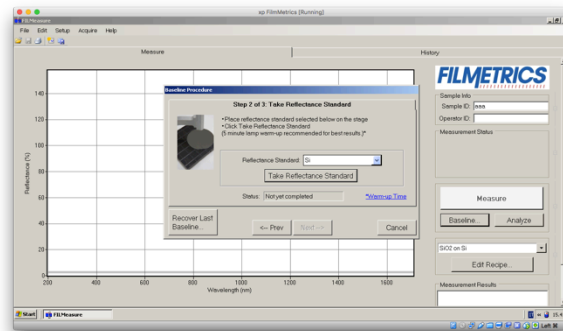 xp FilmMetrics [Running]
FILMeasure
File Edit Setup Acquire Help
Measure
History
FILMETRICS
Sample Info
Sample ID: aaa
Operator ID:
Measurement Status
Baseline Procedure
Step 2 of 3: Take Reflectance Standard
•Place reflectance standard selected below on the stage
•Click Take Reflectance Standard
(5 minute lamp warm-up recommended for best results.)*
Reflectance Standard: Si
Take Reflectance Standard
Status: Not yet completed
*Warm-up Time
Recover Last
Baseline...
<-- Prev
Next -->
Cancel
Measure
Baseline...
Analyze
SiO2 on Si
Edit Recipe...
Measurement Results
Reflectance (%)
140
120
100
80
60
40
20
0
200 400 600 800 1000 1200 1400 1600
Wavelength (nm)
Start
FILMeasure
Left ⌘